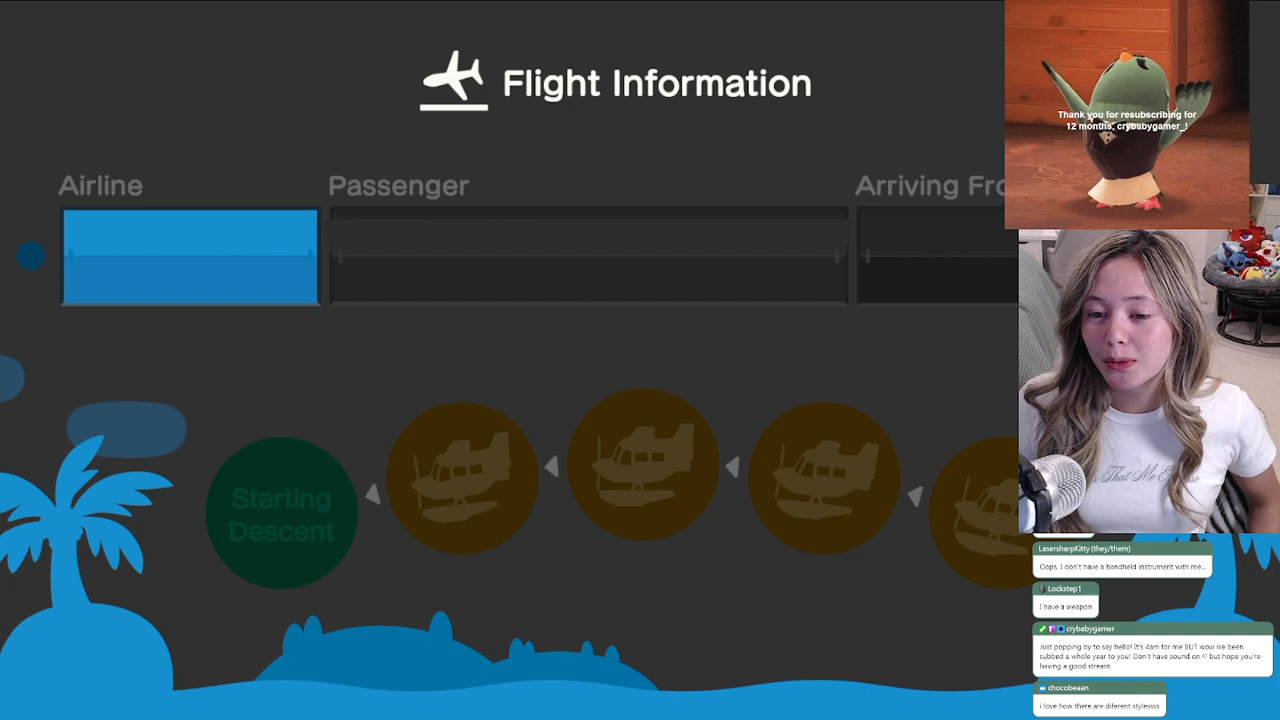 Flight Information
Airline
Passenger
Arriving Fro
Starting
Descent
Thank you for resubscribing for
12 months, crybabygamer_!
LasersharpKitty (they/them)
Oops. I don't have a handheld instrument with me...
Lockstep1
I have a weapon
crybabygamer
Just popping by to say hello! It's 4am for me BUT wow ive been
subbed a whole year to you! Don't have sound on but hope you're
having a good stream
chocobeaan
i love how there are diferent stylessss